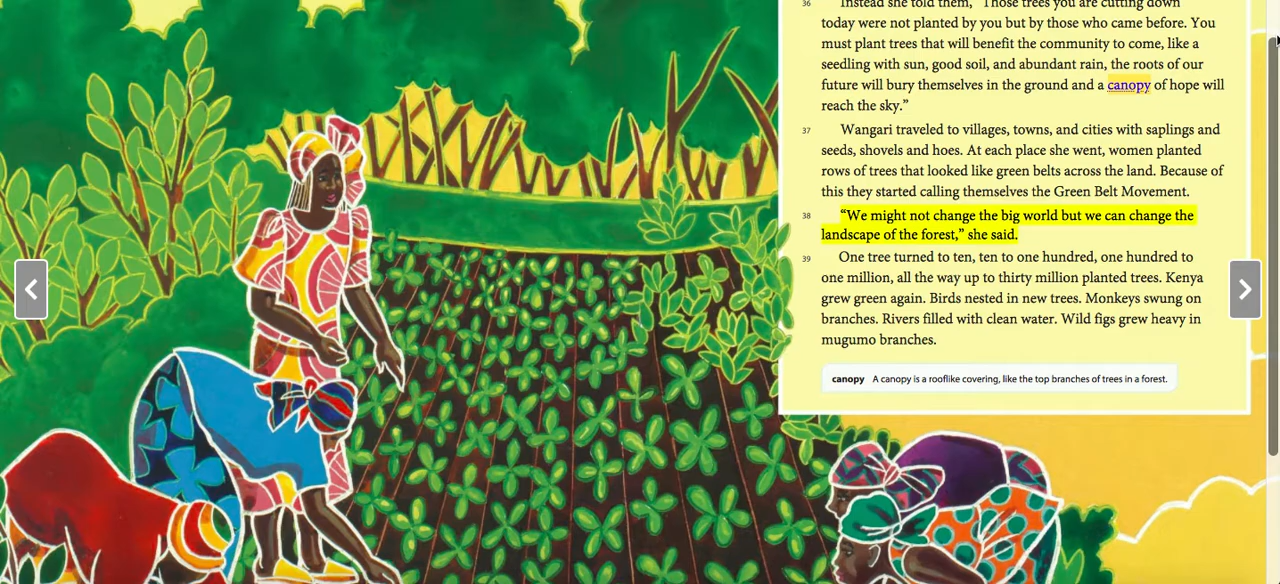 36 Instead she told them, “Those trees you are cutting down
today were not planted by you but by those who came before. You
must plant trees that will benefit the community to come, like a
seedling with sun, good soil, and abundant rain, the roots of our
future will bury themselves in the ground and a canopy of hope will
reach the sky.”
37 Wangari traveled to villages, towns, and cities with saplings and
seeds, shovels and hoes. At each place she went, women planted
rows of trees that looked like green belts across the land. Because of
this they started calling themselves the Green Belt Movement.
38 “We might not change the big world but we can change the
landscape of the forest,” she said.
39 One tree turned to ten, ten to one hundred, one hundred to
one million, all the way up to thirty million planted trees. Kenya
grew green again. Birds nested in new trees. Monkeys swung on
branches. Rivers filled with clean water. Wild figs grew heavy in
mugumo branches.
canopy A canopy is a rooflike covering, like the top branches of trees in a forest.